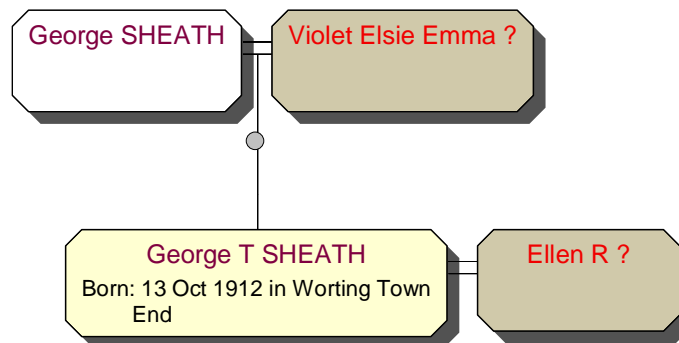 George SHEATH
Violet Elsie Emma ?
George T SHEATH
Born: 13 Oct 1912 in Worting Town
End
Ellen R ?